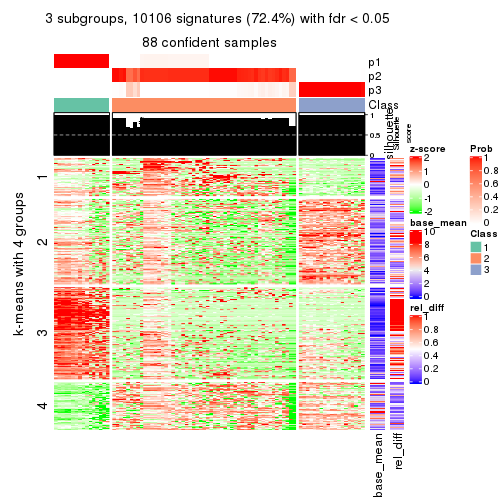 3 subgroups, 10106 signatures (72.4%) with fdr < 0.05
88 confident samples
p1
p2
p3
Class
1
0.5
0
silhouette
Silhouette
score
k-means with 4 groups
1
2
3
4
base_mean
rel_diff
z-score
2
1
0
-1
-2
base_mean
10
8
6
4
2
0
rel_diff
1
0.8
0.6
0.4
0.2
0
Prob
1
0.8
0.6
0.4
0.2
0
Class
1
2
3